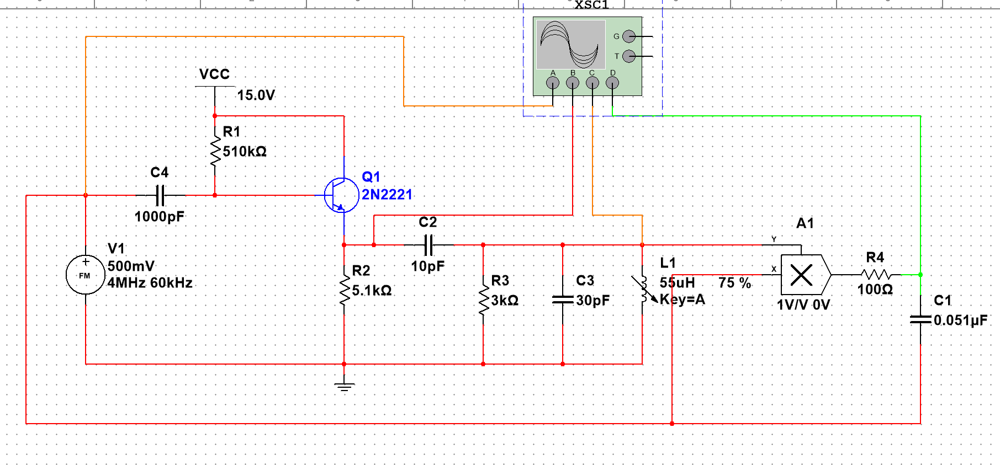 XSC1
G
T
A B C D
VCC
15.0V
R1
510kΩ
C4
1000pF
Q1
2N2221
C2
10pF
A1
Y
X
1V/V 0V
V1
500mV
4MHz 60kHz
FM
R2
5.1kΩ
R3
3kΩ
C3
30pF
L1
55uH 75 %
Key=A
R4
100Ω
C1
0.051µF